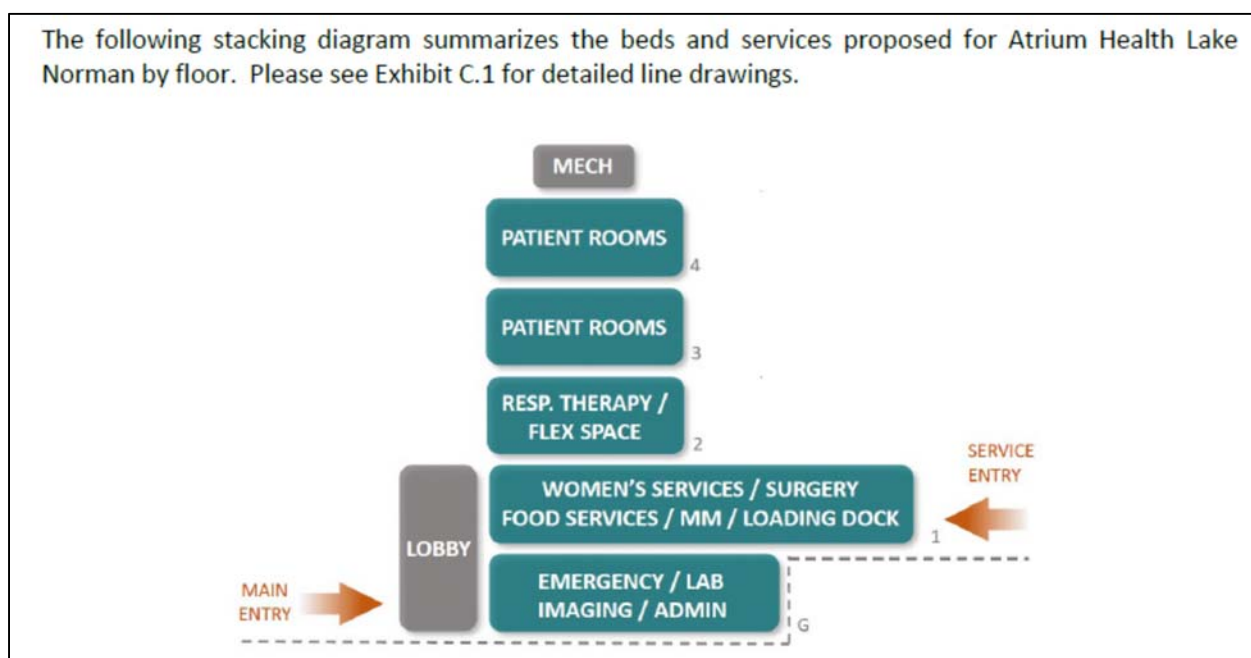 The following stacking diagram summarizes the beds and services proposed for Atrium Health Lake
Norman by floor. Please see Exhibit C.1 for detailed line drawings.
MECH
PATIENT ROOMS
4
PATIENT ROOMS
3
RESP. THERAPY /
FLEX SPACE
2
SERVICE
ENTRY
WOMEN'S SERVICES / SURGERY
FOOD SERVICES / MM / LOADING DOCK
1
LOBBY
MAIN
ENTRY
EMERGENCY / LAB
IMAGING / ADMIN
G